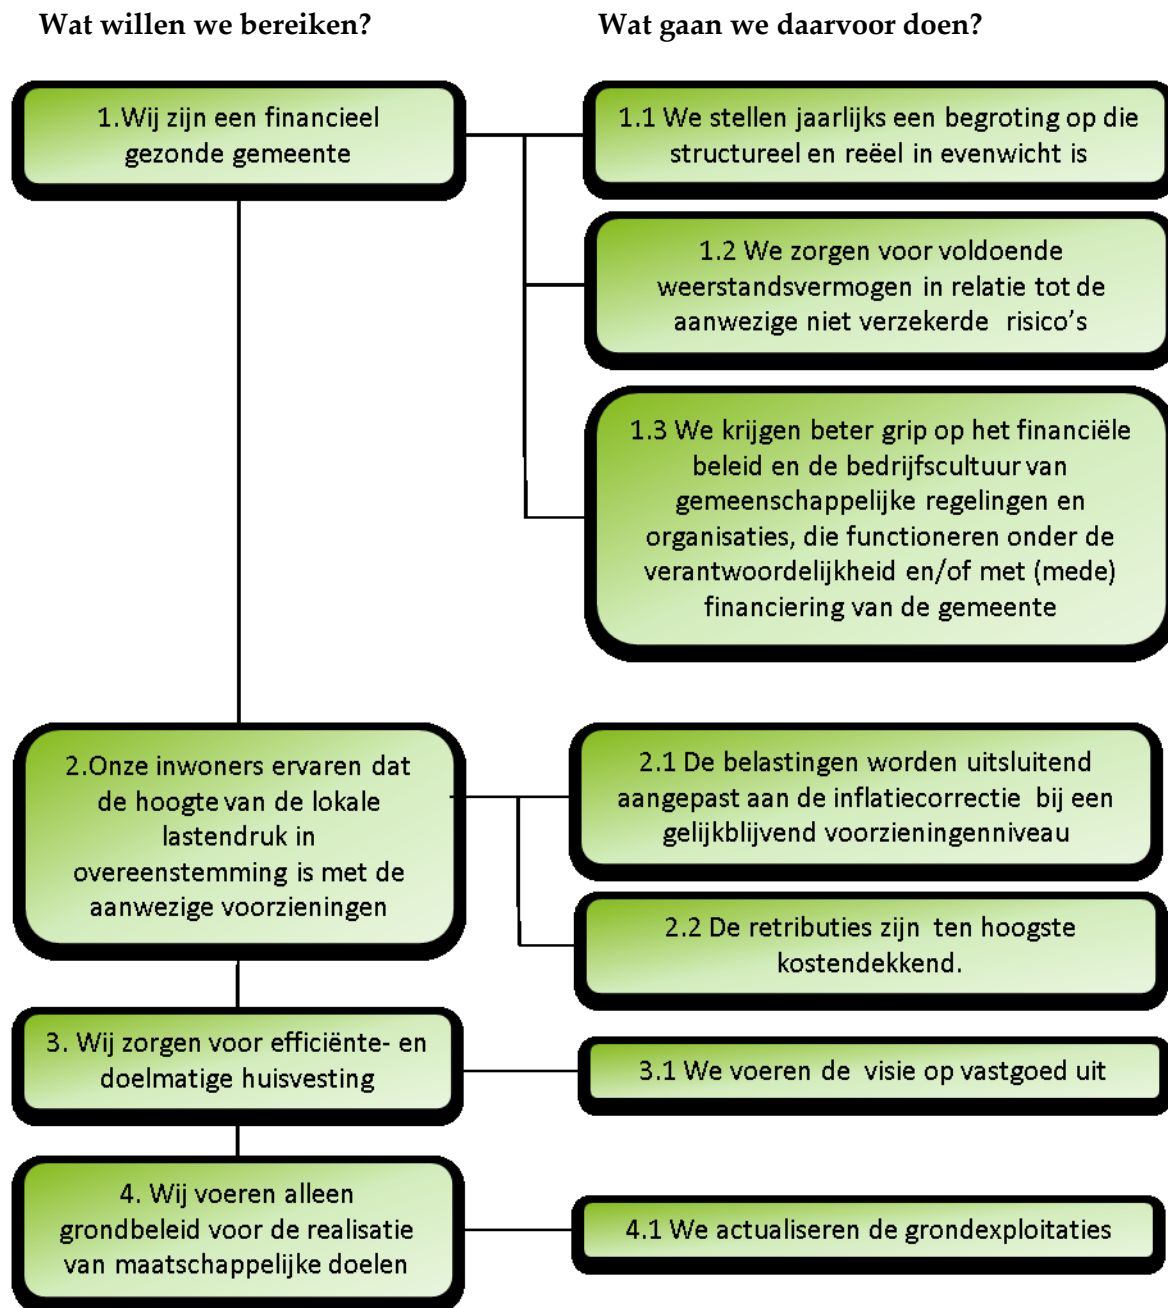 Wat willen we bereiken?
Wat gaan we daarvoor doen?
1.Wij zijn een financieel
gezonde gemeente
1.1 We stellen jaarlijks een begroting op die
structureel en reëel in evenwicht is
1.2 We zorgen voor voldoende
weerstandsvermogen in relatie tot de
aanwezige niet verzekerde risico's
1.3 We krijgen beter grip op het financiële
beleid en de bedrijfscultuur van
gemeenschappelijke regelingen en
organisaties, die functioneren onder de
verantwoordelijkheid en/of met (mede)
financiering van de gemeente
2.Onze inwoners ervaren dat
de hoogte van de lokale
lastendruk in
overeenstemming is met de
aanwezige voorzieningen
2.1 De belastingen worden uitsluitend
aangepast aan de inflatiecorrectie bij een
gelijkblijvend voorzieningenniveau
2.2 De retributies zijn ten hoogste
kostendekkend.
3. Wij zorgen voor efficiënte- en
doelmatige huisvesting
3.1 We voeren de visie op vastgoed uit
4. Wij voeren alleen
grondbeleid voor de realisatie
van maatschappelijke doelen
4.1 We actualiseren de grondexploitaties